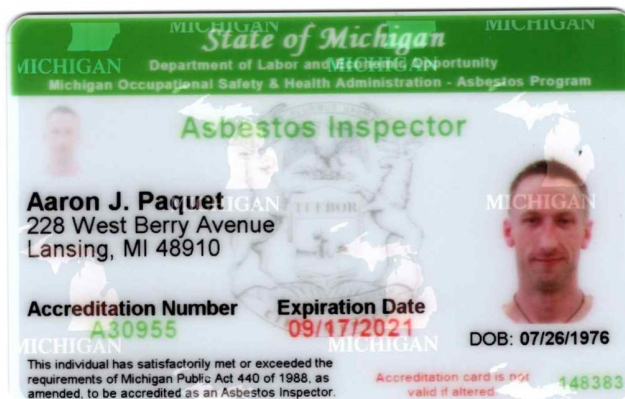 MICHIGAN MICHIGAN
State of Michigan
MICHIGAN Department of Labor and Economic Opportunity MICHIGAN
Michigan Occupational Safety & Health Administration - Asbestos Program
Asbestos Inspector
Aaron J. Paquet
MICHIGAN TUEBOR MICHIGAN
228 West Berry Avenue
Lansing, MI 48910
Accreditation Number Expiration Date
A30955 09/17/2021
MICHIGAN
DOB: 07/26/1976
This individual has satisfactorily met or exceeded the
requirements of Michigan Public Act 440 of 1988, as
amended, to be accredited as an Asbestos Inspector.
Accreditation card is not
valid if altered
148383